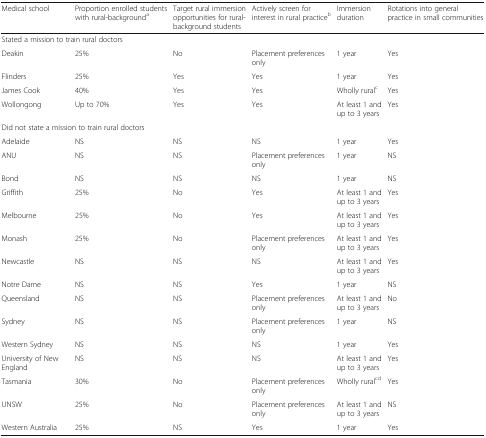 Medical school | Proportion enrolled students with rural-backgroundᵃ | Target rural immersion opportunities for rural-background students | Actively screen for interest in rural practiceᵇ | Immersion duration | Rotations into general practice in small communities
Stated a mission to train rural doctors
Deakin | 25% | No | Placement preferences only | 1 year | Yes
Flinders | 25% | Yes | Yes | 1 year | Yes
James Cook | 40% | Yes | Yes | Wholly ruralᶜ | Yes
Wollongong | Up to 70% | Yes | Yes | At least 1 and up to 3 years | Yes
Did not state a mission to train rural doctors
Adelaide | NS | NS | NS | 1 year | Yes
ANU | NS | NS | Placement preferences only | 1 year | NS
Bond | NS | NS | NS | 1 year | NS
Griffith | 25% | No | Yes | At least 1 and up to 3 years | Yes
Melbourne | 25% | No | Yes | At least 1 and up to 3 years | Yes
Monash | 25% | No | Placement preferences only | At least 1 and up to 3 years | Yes
Newcastle | NS | NS | NS | At least 1 and up to 3 years | Yes
Notre Dame | NS | NS | Yes | 1 year | NS
Queensland | NS | NS | Placement preferences only | At least 1 and up to 3 years | No
Sydney | NS | NS | Placement preferences only | 1 year | NS
Western Sydney | NS | NS | NS | 1 year | Yes
University of New England | NS | NS | NS | At least 1 and up to 3 years | Yes
Tasmania | 30% | No | Placement preferences only | Wholly ruralᶜᵈ | Yes
UNSW | 25% | No | Placement preferences only | At least 1 and up to 3 years | NS
Western Australia | 25% | NS | Yes | 1 year | Yes